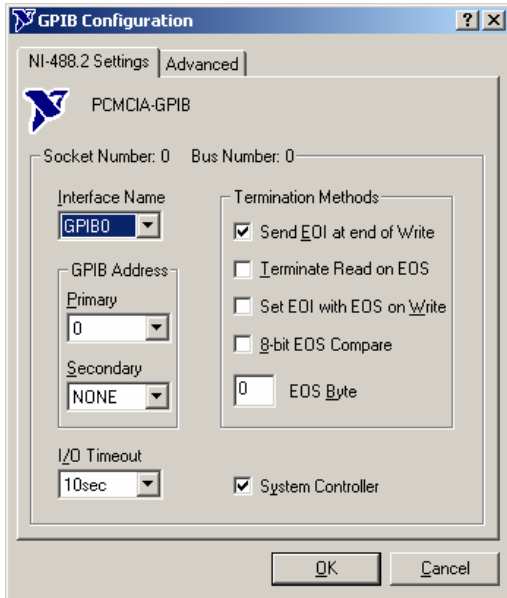 GPIB Configuration
NI-488.2 Settings
Advanced
PCMCIA-GPIB
Socket Number: 0 Bus Number: 0
Interface Name
GPIB0
GPIB Address
Primary
0
Secondary
NONE
I/O Timeout
10sec
Termination Methods
Send EOI at end of Write
Terminate Read on EOS
Set EOI with EOS on Write
8-bit EOS Compare
0 EOS Byte
System Controller
OK
Cancel